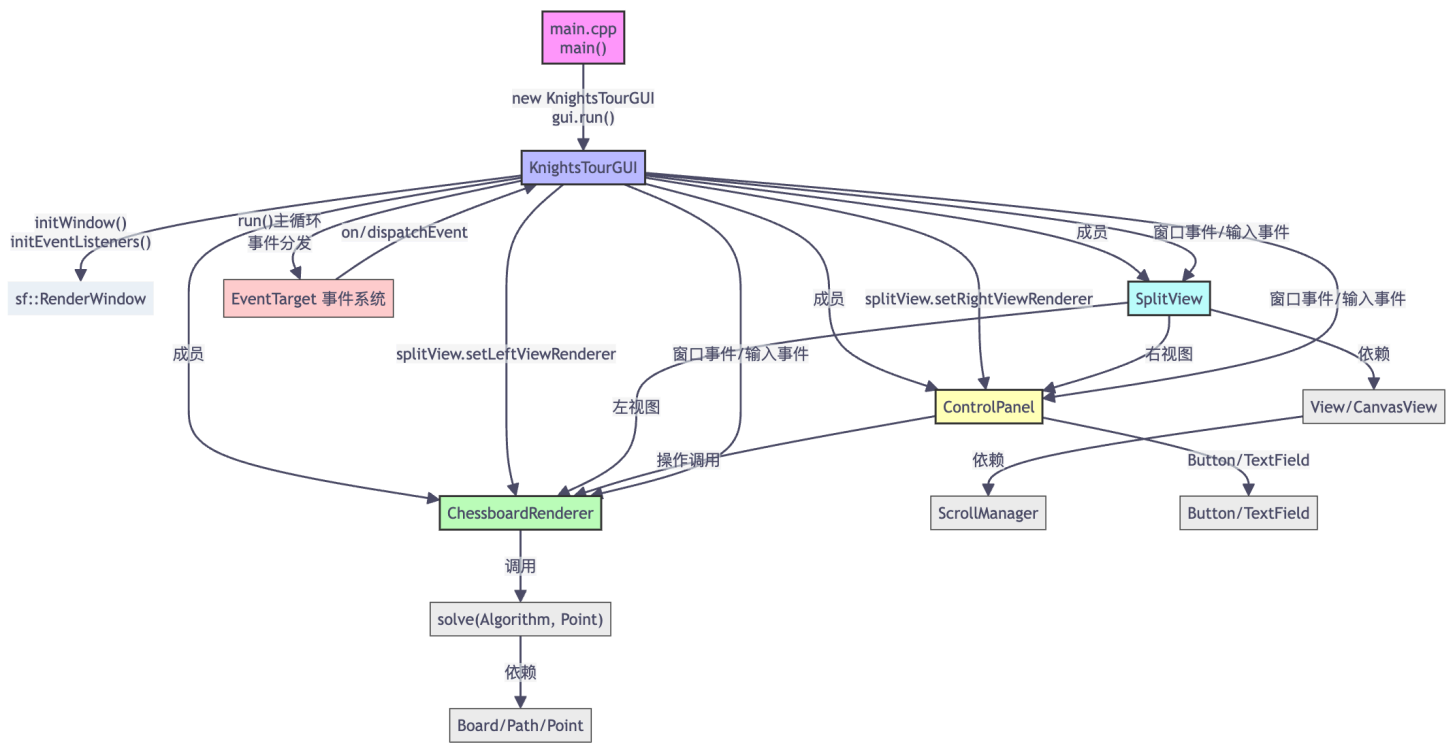 main.cpp
main()
new KnightsTourGUI
gui.run()
KnightsTourGUI
initWindow()
initEventListeners()
run()主循环
事件分发
on/dispatchEvent
成员
窗口事件/输入事件
sf::RenderWindow
EventTarget 事件系统
成员
splitView.setRightViewRenderer
SplitView
窗口事件/输入事件
成员
splitView.setLeftViewRenderer
窗口事件/输入事件
右视图
依赖
左视图
ControlPanel
View/CanvasView
操作调用
依赖
Button/TextField
ChessboardRenderer
ScrollManager
Button/TextField
调用
solve(Algorithm, Point)
依赖
Board/Path/Point